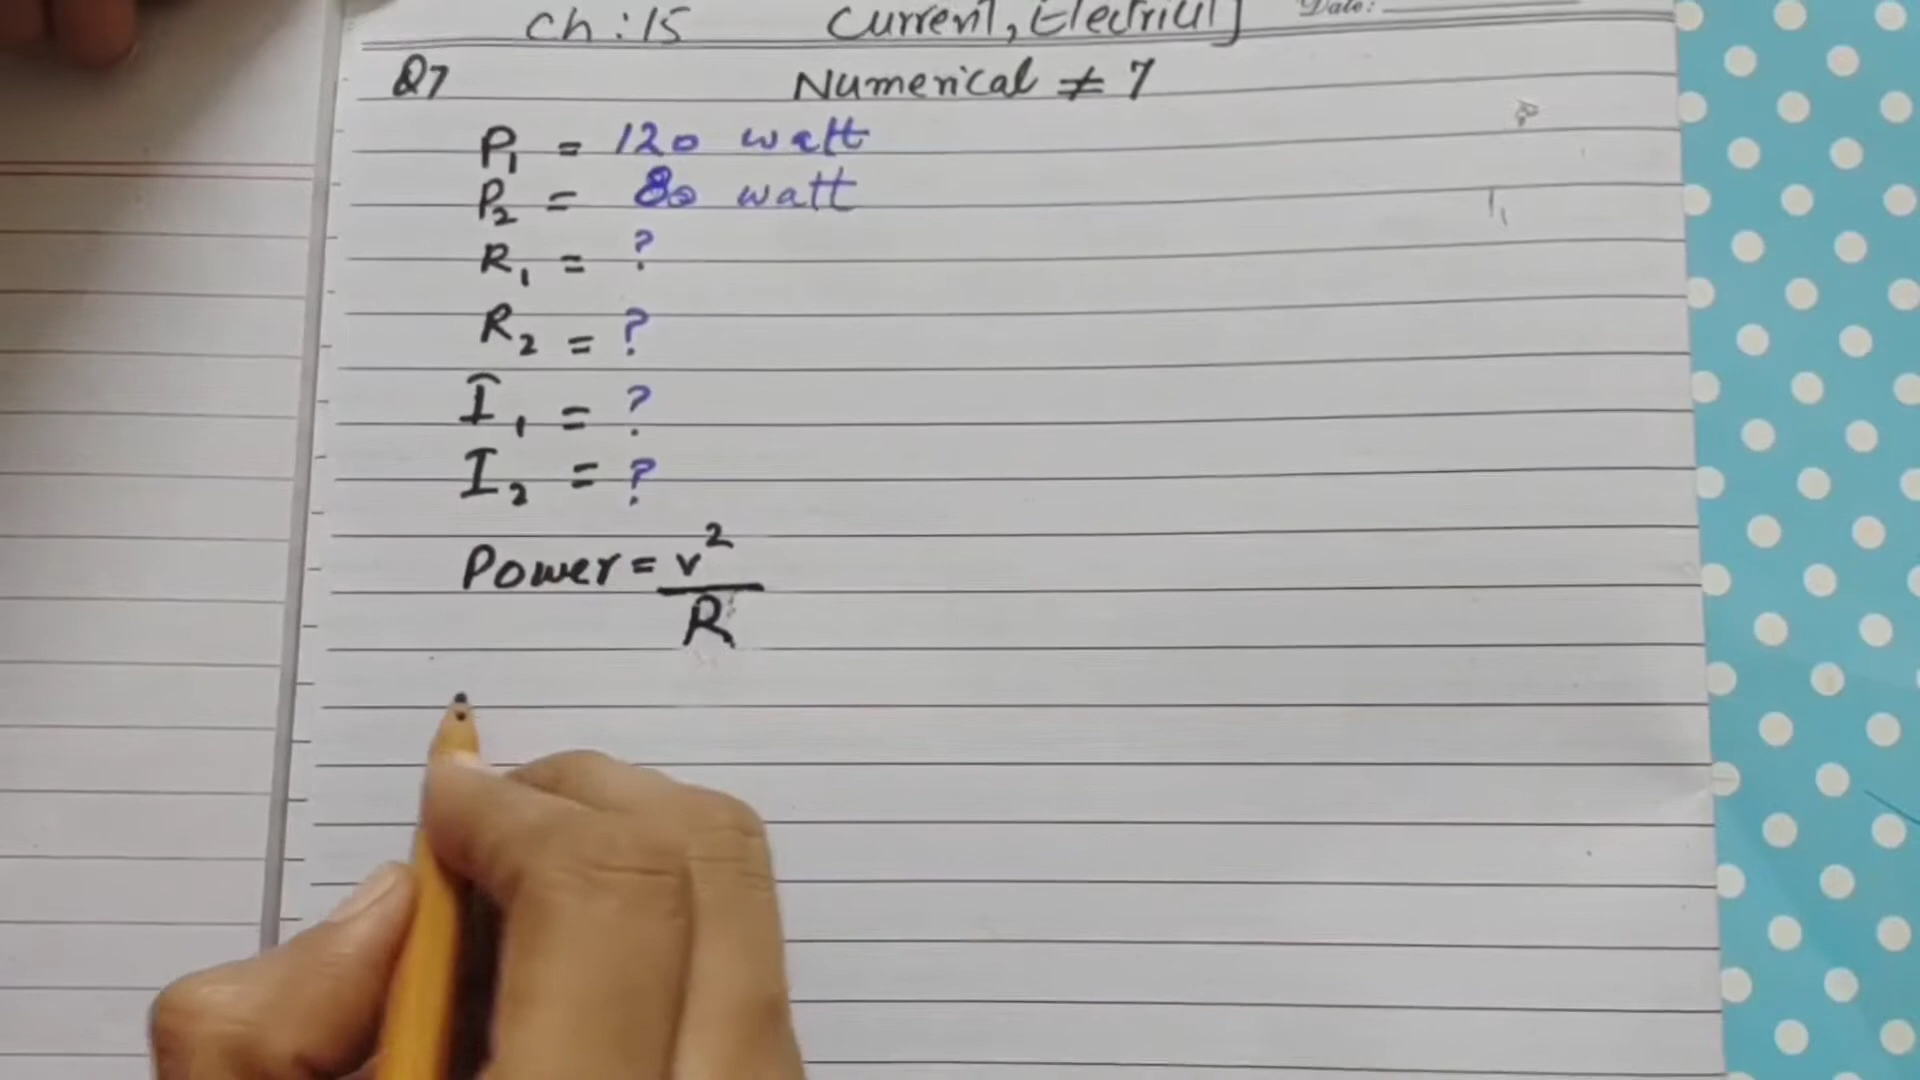 Ch : 15 Current, Electricity Date:
Q7 Numerical ≠ 7
P1 = 120 watt
P2 = 80 watt
R1 = ?
R2 = ?
I1 = ?
I2 = ?
Power = v²
R